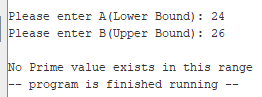 Please enter A(Lower Bound): 24
Please enter B(Upper Bound): 26
No Prime value exists in this range
-- program is finished running --